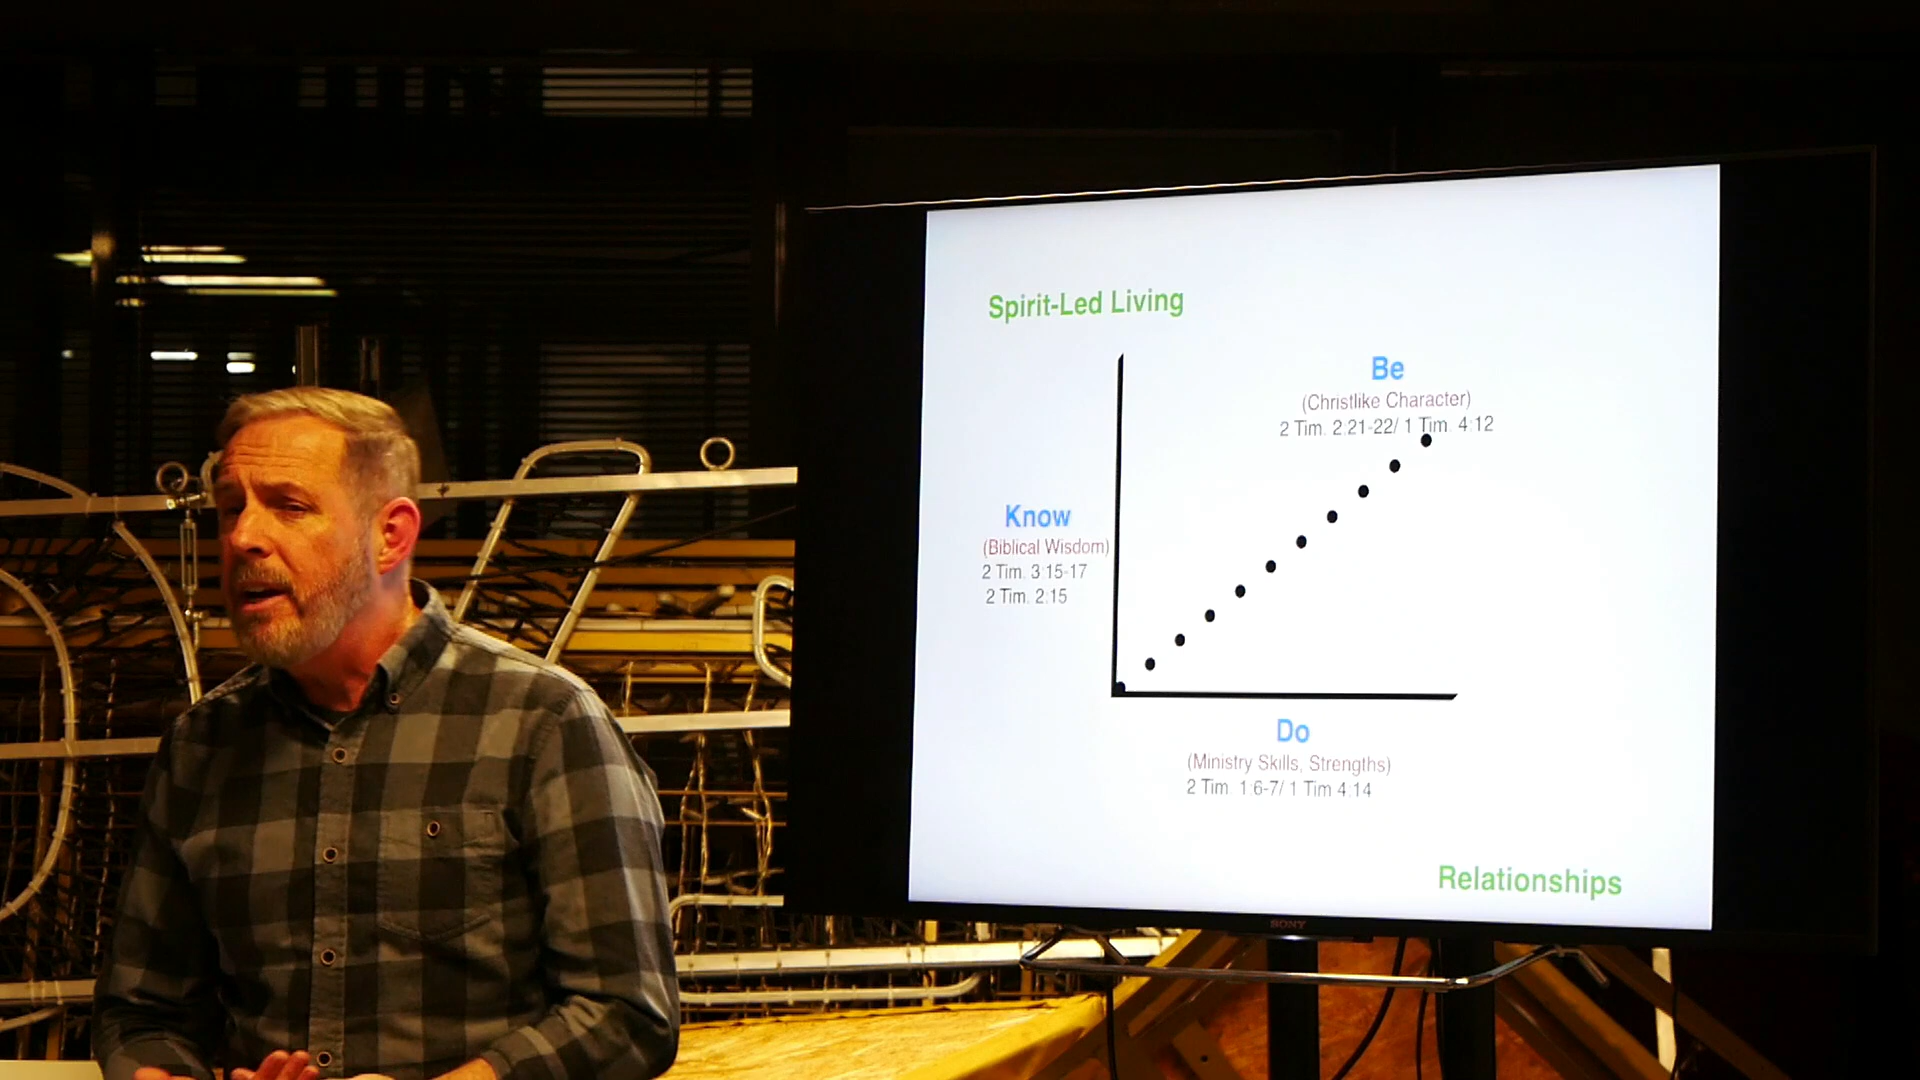 Spirit-Led Living
Be
(Christlike Character)
2 Tim. 2:21-22/ 1 Tim. 4:12
Know
(Biblical Wisdom)
2 Tim. 3:15-17
2 Tim. 2:15
Do
(Ministry Skills, Strengths)
2 Tim. 1:6-7/ 1 Tim 4:14
Relationships
SONY